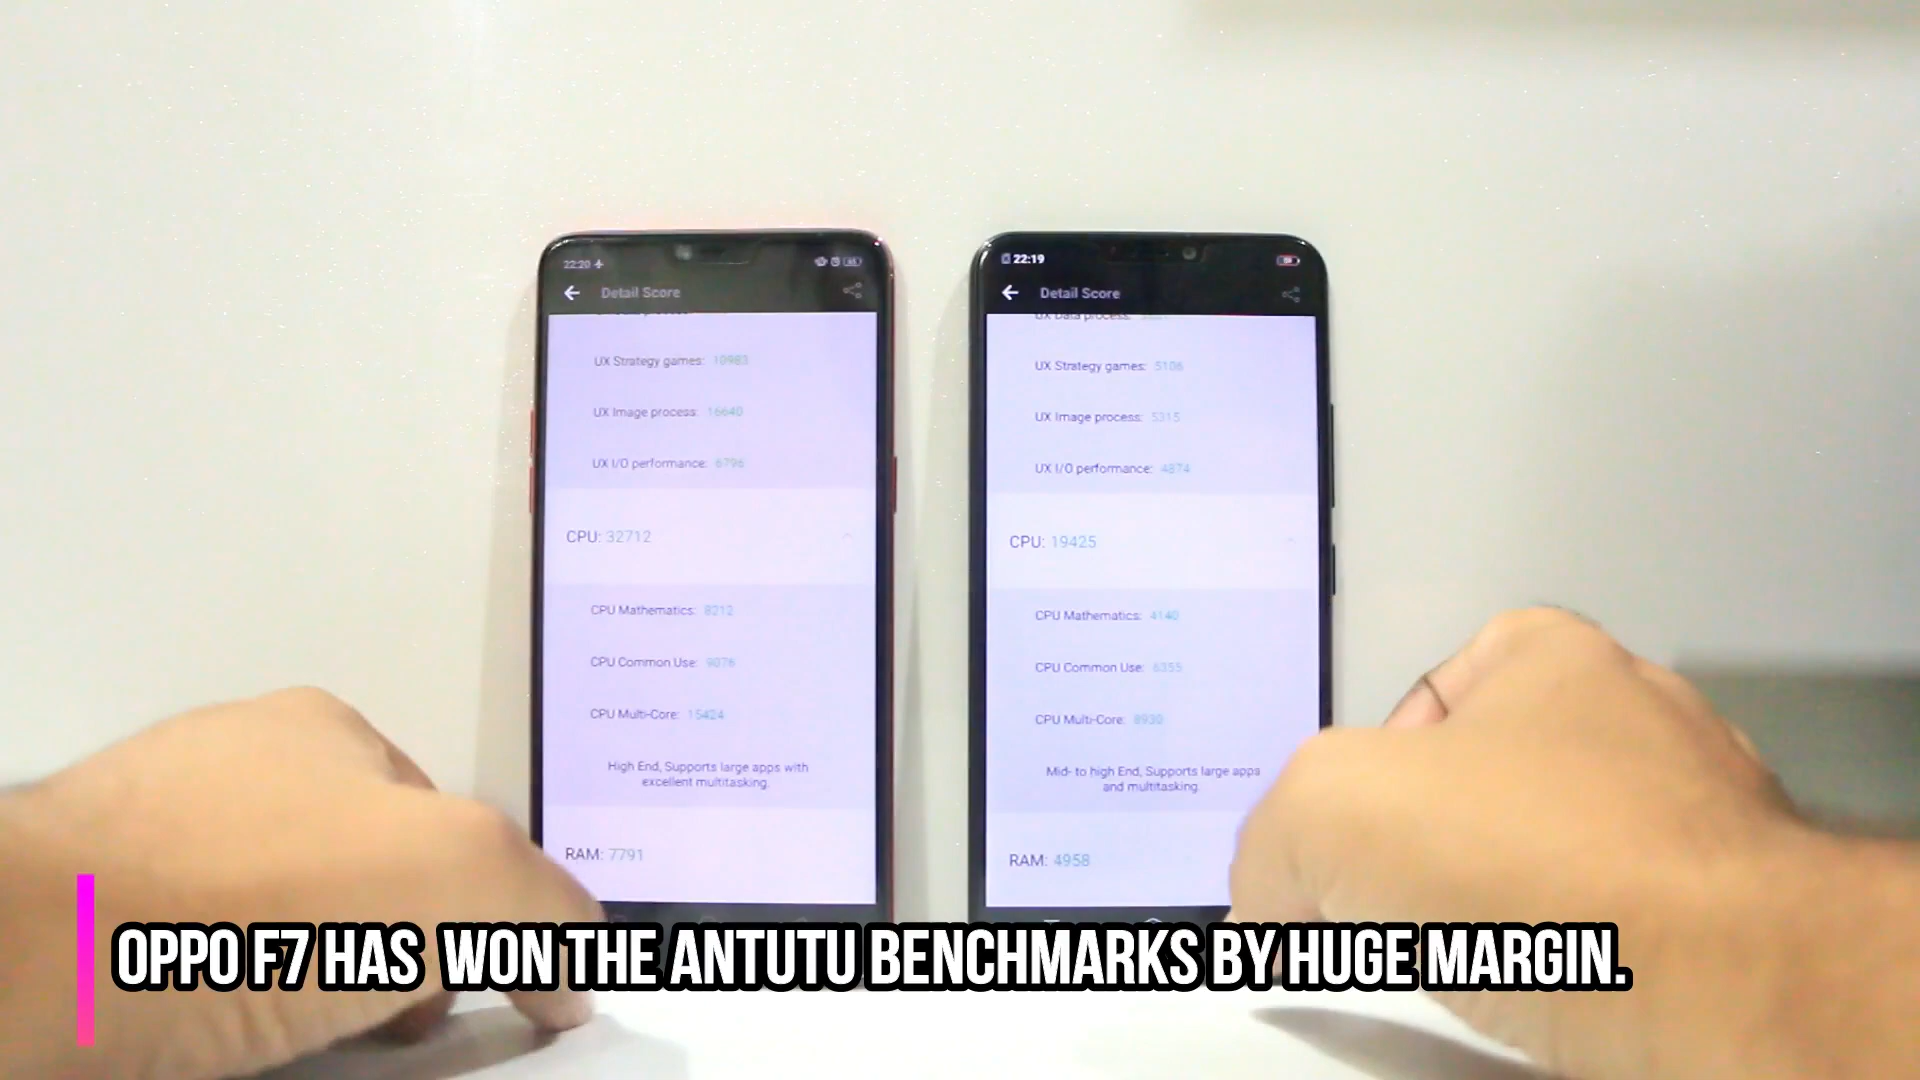 22:20
Detail Score
UX Strategy games: 10983
UX Image process: 16640
UX I/O performance: 6796
CPU: 32712
CPU Mathematics: 8212
CPU Common Use: 9076
CPU Multi-Core: 15424
High End, Supports large apps with
excellent multitasking.
RAM: 7791
22:19
Detail Score
UX Data process:
UX Strategy games: 5106
UX Image process: 5315
UX I/O performance: 4874
CPU: 19425
CPU Mathematics: 4140
CPU Common Use: 6355
CPU Multi-Core: 8930
Mid- to high End, Supports large apps
and multitasking.
RAM: 4958
OPPO F7 HAS WON THE ANTUTU BENCHMARKS BY HUGE MARGIN.